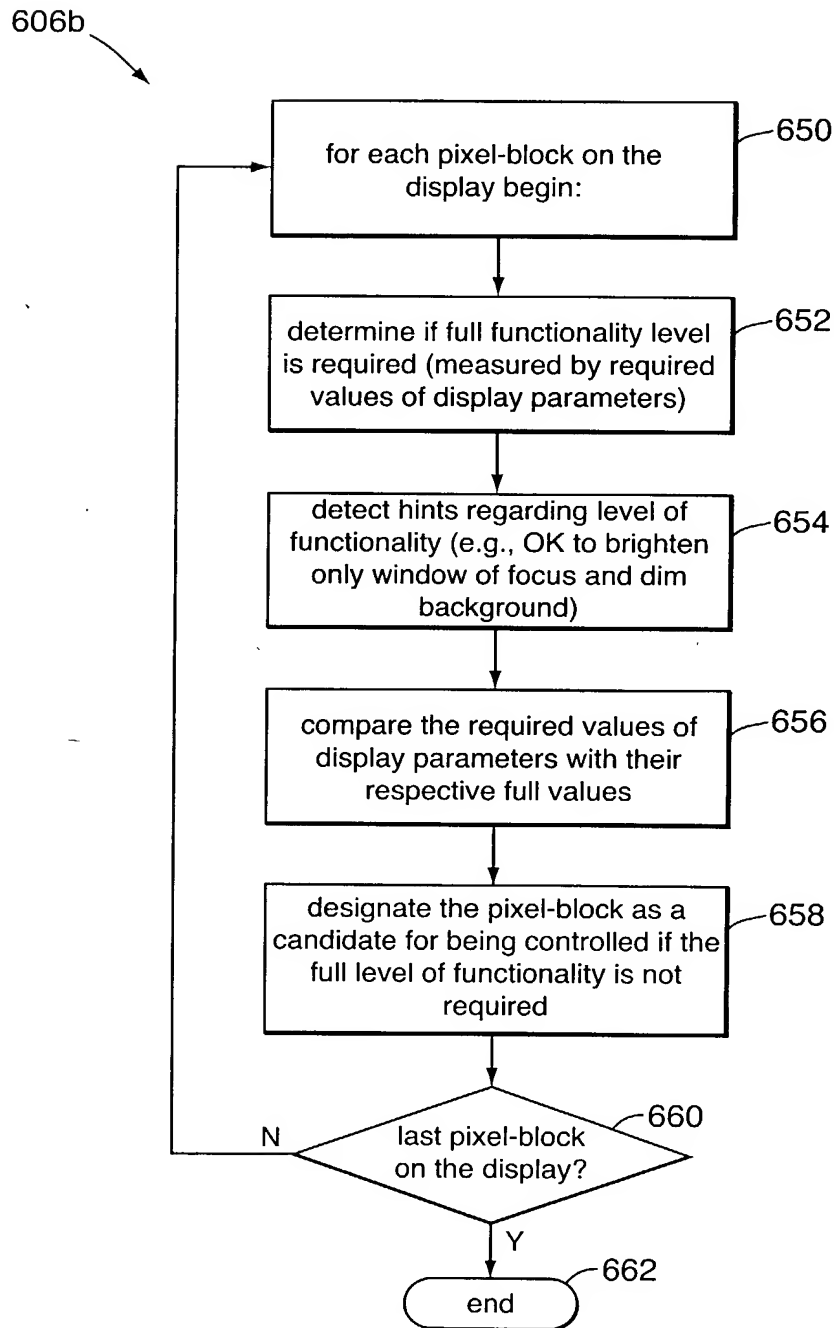 606b
for each pixel-block on the
display begin:
650
determine if full functionality level
is required (measured by required
values of display parameters)
652
detect hints regarding level of
functionality (e.g., OK to brighten
only window of focus and dim
background)
654
compare the required values of
display parameters with their
respective full values
656
designate the pixel-block as a
candidate for being controlled if the
full level of functionality is not
required
658
last pixel-block
on the display?
660
N
Y
end
662